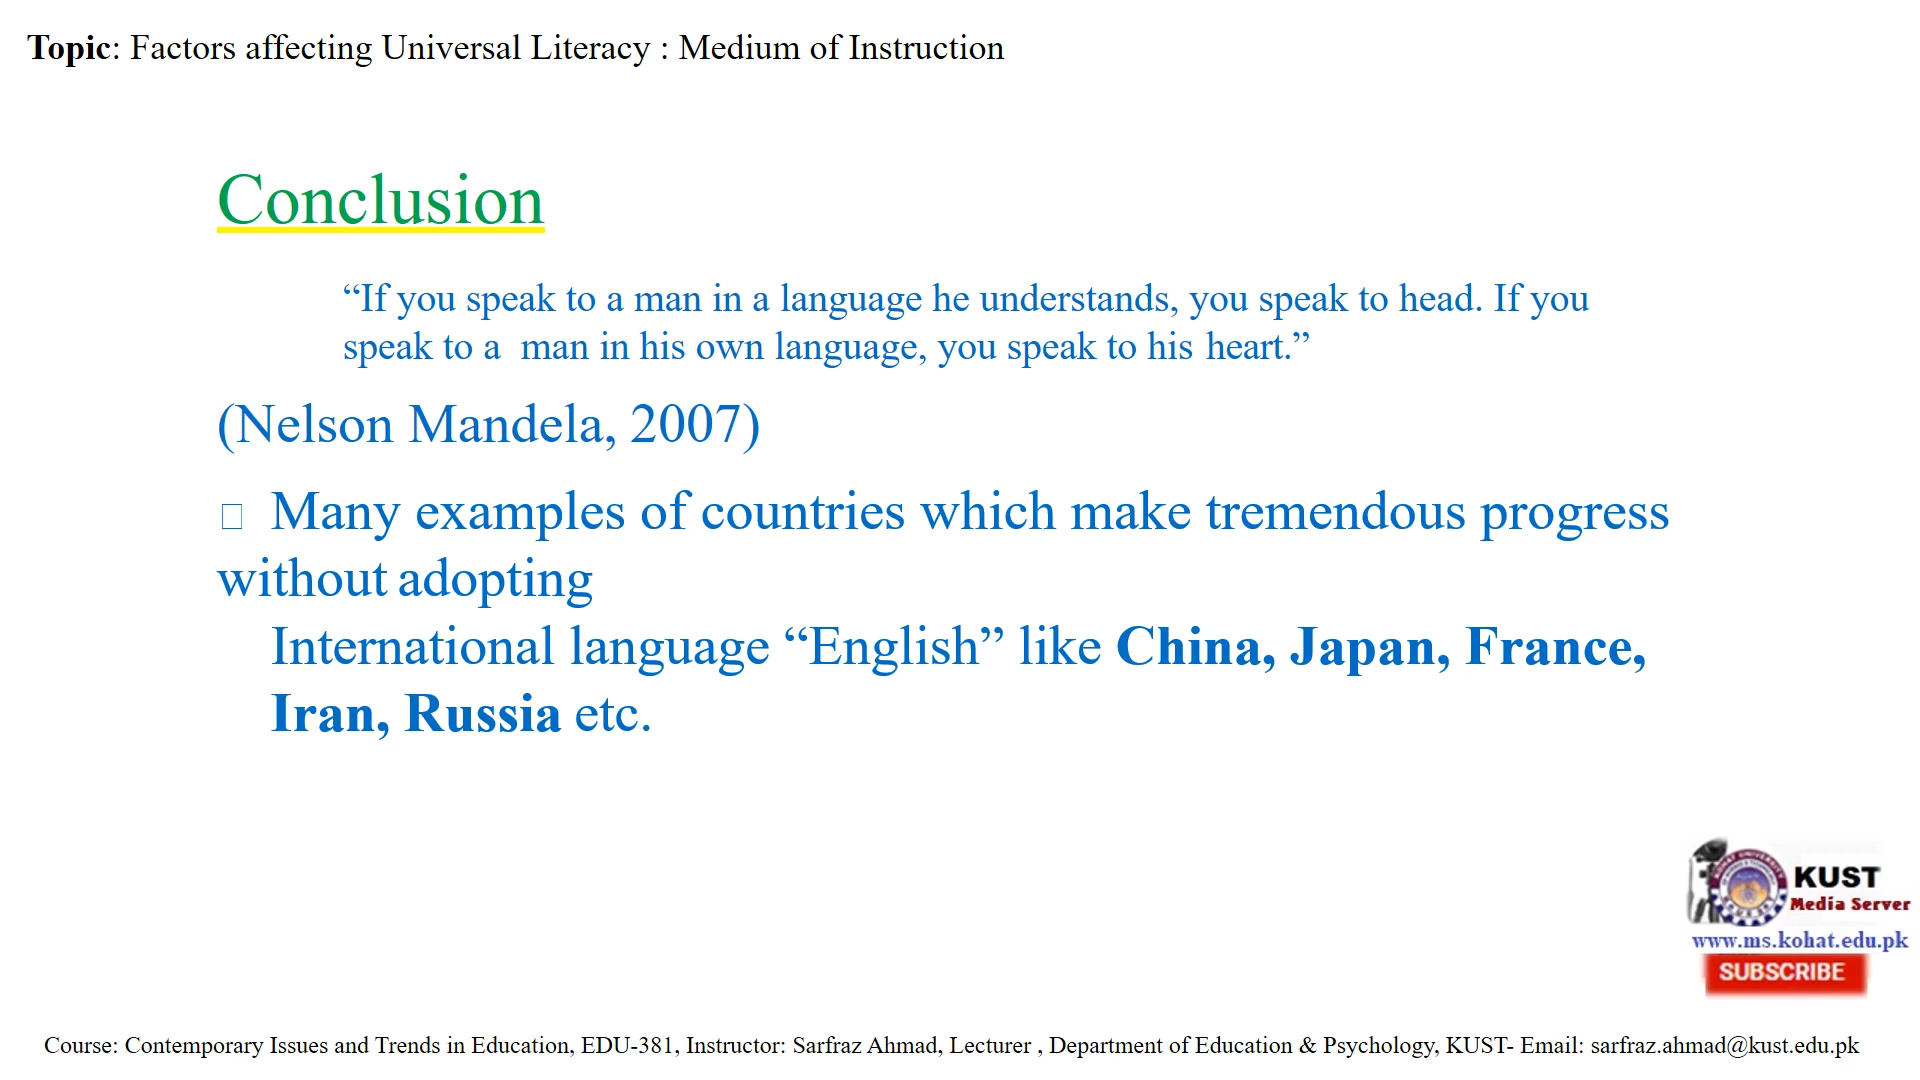 Topic: Factors affecting Universal Literacy : Medium of Instruction
Conclusion
“If you speak to a man in a language he understands, you speak to head. If you
speak to a man in his own language, you speak to his heart.”
(Nelson Mandela, 2007)
Many examples of countries which make tremendous progress
without adopting
International language “English” like China, Japan, France,
Iran, Russia etc.
KUST
Media Server
www.ms.kohat.edu.pk
SUBSCRIBE
Course: Contemporary Issues and Trends in Education, EDU-381, Instructor: Sarfraz Ahmad, Lecturer , Department of Education & Psychology, KUST- Email: sarfraz.ahmad@kust.edu.pk